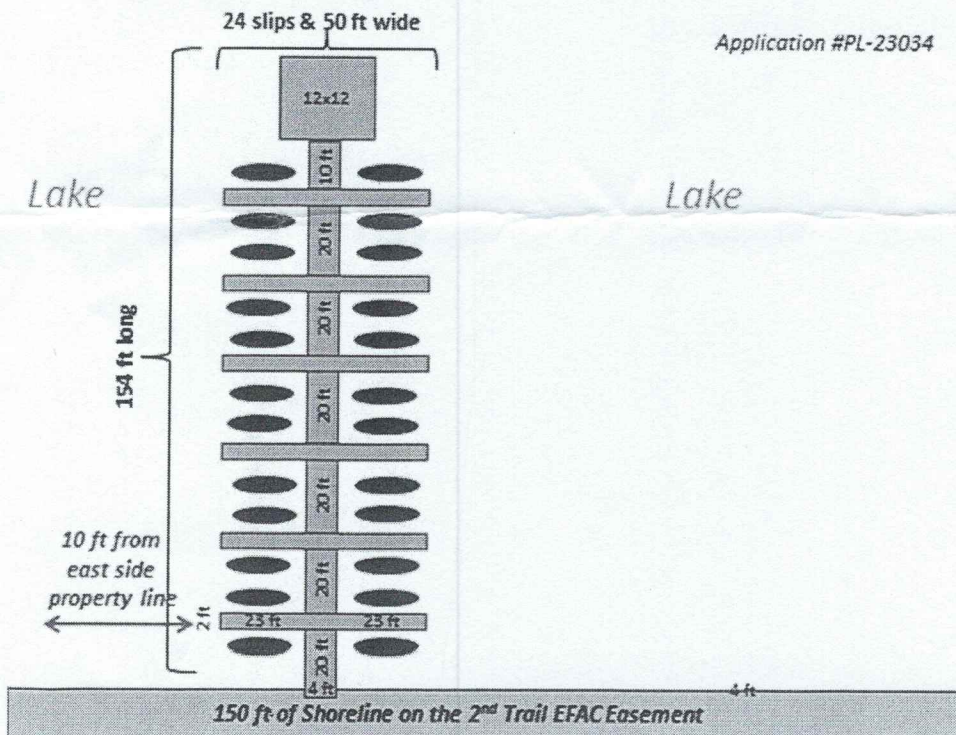 24 slips & 50 ft wide
Application #PL-23034
12x12
10 ft
Lake
Lake
20 ft
20 ft
154 ft long
20 ft
20 ft
10 ft from
east side
property line
20 ft
2 ft
23 ft
23 ft
20 ft
4 ft
4 ft
150 ft of Shoreline on the 2nd Trail EFAC Easement